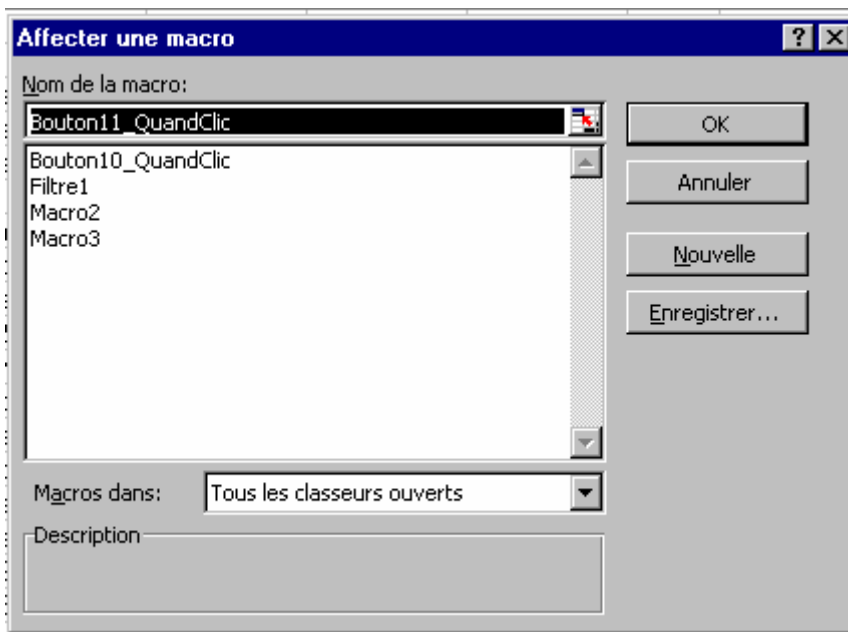 Affecter une macro
Nom de la macro:
Bouton11_QuandClic
Bouton10_QuandClic
Filtre1
Macro2
Macro3
OK
Annuler
Nouvelle
Enregistrer...
Macros dans:
Tous les classeurs ouverts
Description